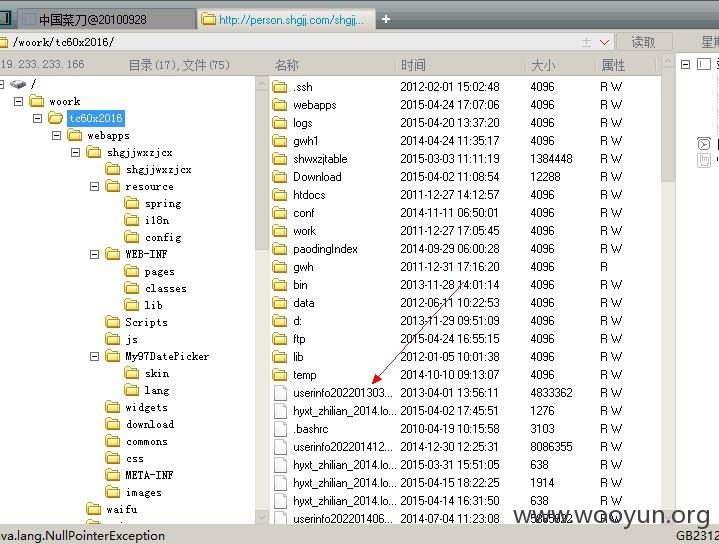 中国菜刀@20100928
http://person.shgjj.com/shgjj...
/woork/tc60x2016/
读取
19.233.233.166
目录(17),文件(75)
名称
时间
大小
属性
/
woork
tc60x2016
webapps
shgjjwxzjcx
shgjjwxzjcx
resource
spring
i18n
config
WEB-INF
pages
classes
lib
Scripts
js
My97DatePicker
skin
lang
widgets
download
commons
css
META-INF
images
waifu
.ssh 2012-02-01 15:02:48 4096 R W
webapps 2015-04-24 17:07:06 4096 R W
logs 2015-04-20 13:37:20 4096 R W
gwh1 2014-04-24 11:35:17 4096 R W
shwxzjtable 2015-03-03 11:11:19 1384448 R W
Download 2015-04-02 11:08:54 12288 R W
htdocs 2011-12-27 14:12:57 4096 R W
conf 2014-11-11 06:50:01 4096 R W
work 2011-12-27 17:05:45 4096 R W
paodingIndex 2014-09-29 06:00:28 4096 R W
gwh 2011-12-31 17:16:20 4096 R
bin 2013-11-28 14:01:14 4096 R W
data 2012-06-11 10:22:53 4096 R W
d: 2013-11-29 09:51:09 4096 R W
ftp 2015-04-24 16:55:15 4096 R W
lib 2012-01-05 10:01:38 4096 R W
temp 2014-10-10 09:13:07 4096 R W
userinfo202201303... 2013-04-01 13:56:11 4833362 R W
hyxt_zhilian_2014.lo... 2015-04-02 17:45:51 1276 R W
.bashrc 2010-04-19 10:15:58 3103 R W
userinfo202201412... 2014-12-30 12:25:31 8086355 R W
hyxt_zhilian_2014.lo... 2015-03-31 15:51:05 638 R W
hyxt_zhilian_2014.lo... 2015-04-15 18:22:25 1914 R W
hyxt_zhilian_2014.lo... 2015-04-14 16:31:50 638 R W
userinfo202201406... 2014-07-04 11:23:08 R W
www.wooyun.org
va.lang.NullPointerException
GB2312